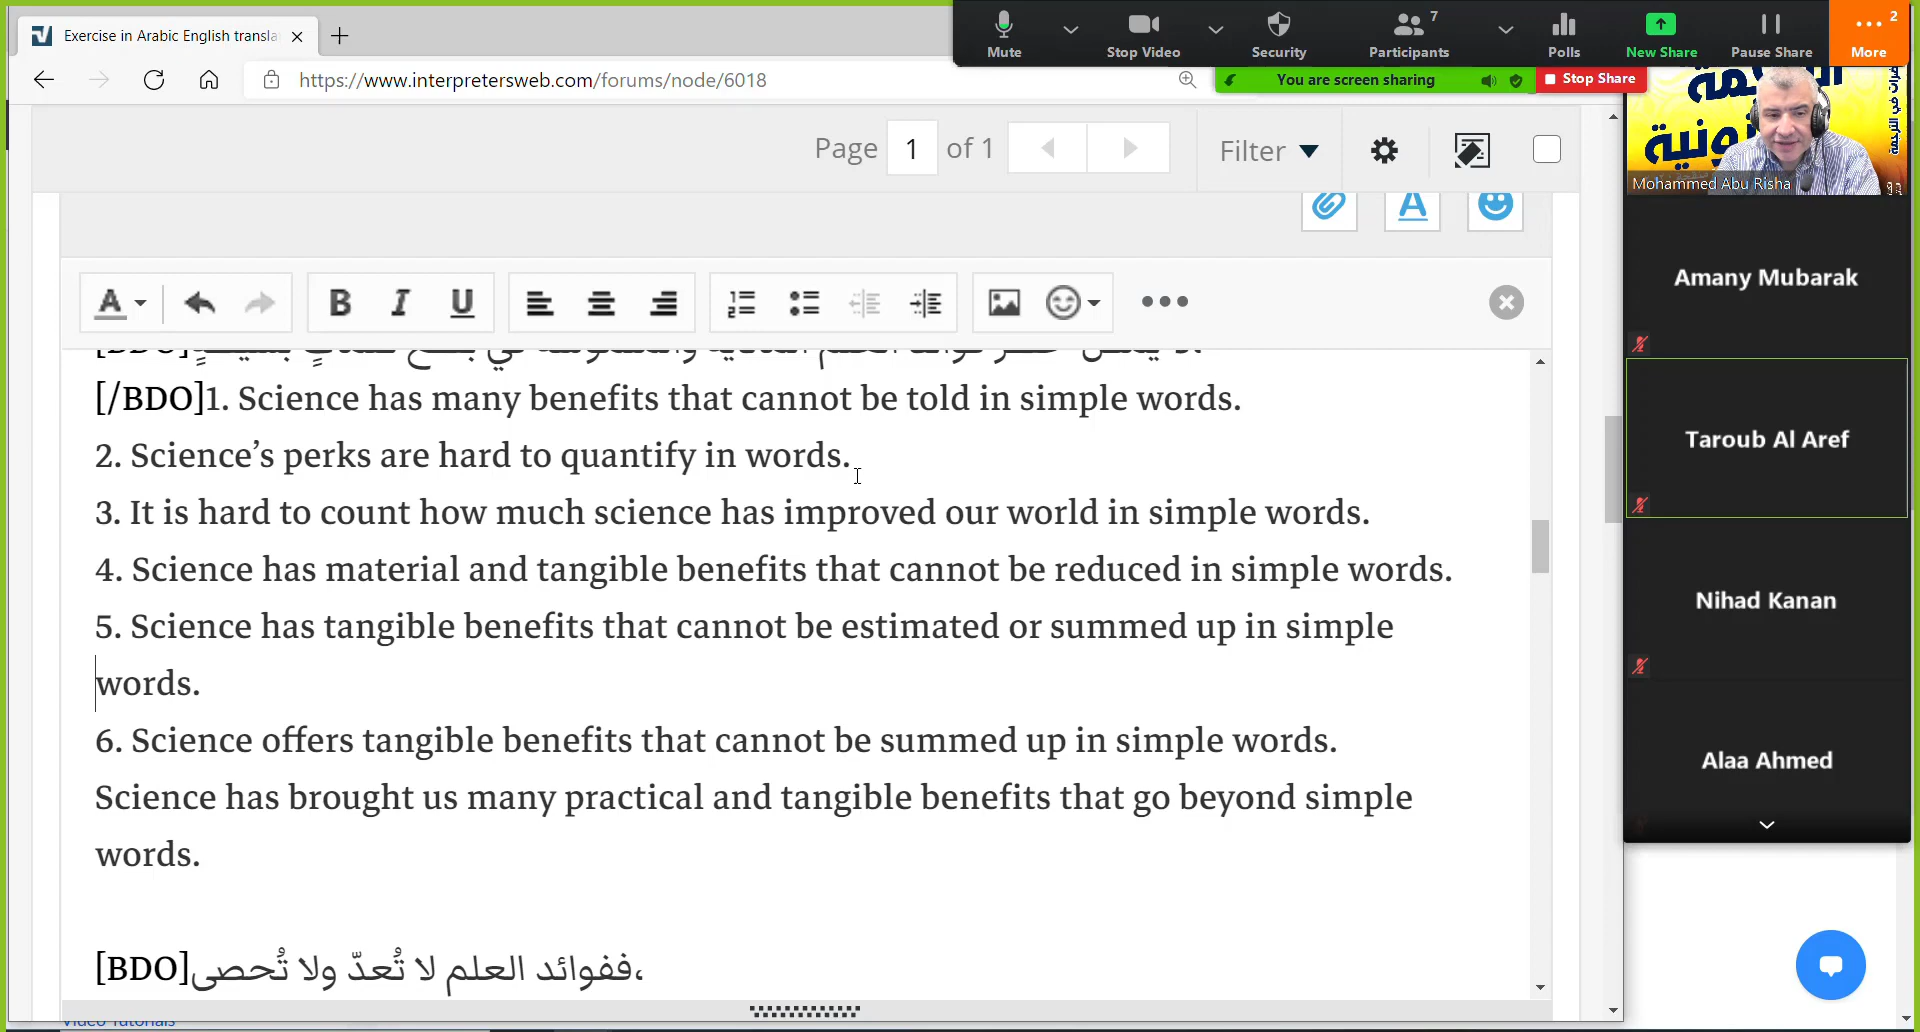 Exercise in Arabic English transla
https://www.interpretersweb.com/forums/node/6018
Mute
Stop Video
Security
Participants
7
Polls
New Share
Pause Share
More
2
You are screen sharing
Stop Share
Page 1 of 1
Filter
Mohammed Abu Risha
Amany Mubarak
Taroub Al Aref
Nihad Kanan
Alaa Ahmed
[/BDO]1. Science has many benefits that cannot be told in simple words.
2. Science’s perks are hard to quantify in words.
3. It is hard to count how much science has improved our world in simple words.
4. Science has material and tangible benefits that cannot be reduced in simple words.
5. Science has tangible benefits that cannot be estimated or summed up in simple
words.
6. Science offers tangible benefits that cannot be summed up in simple words.
Science has brought us many practical and tangible benefits that go beyond simple
words.
[BDO]ففوائد العلم لا تُعدّ ولا تُحصى،
Video Tutorials